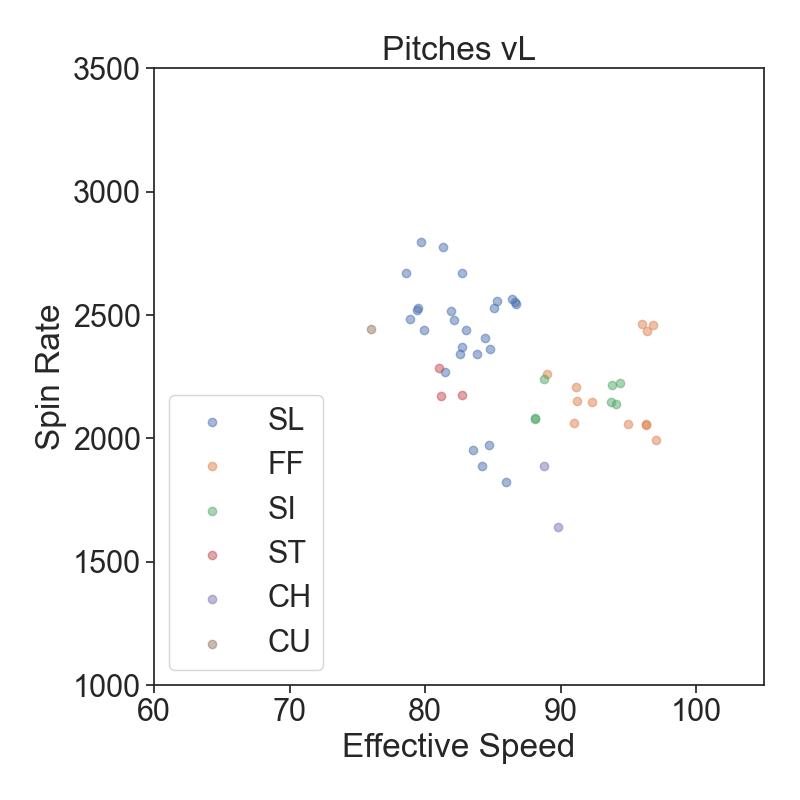 Pitches vL
3500
3000
2500
2000
1500
1000
Spin Rate
SL
FF
SI
ST
CH
CU
60 70 80 90 100
Effective Speed